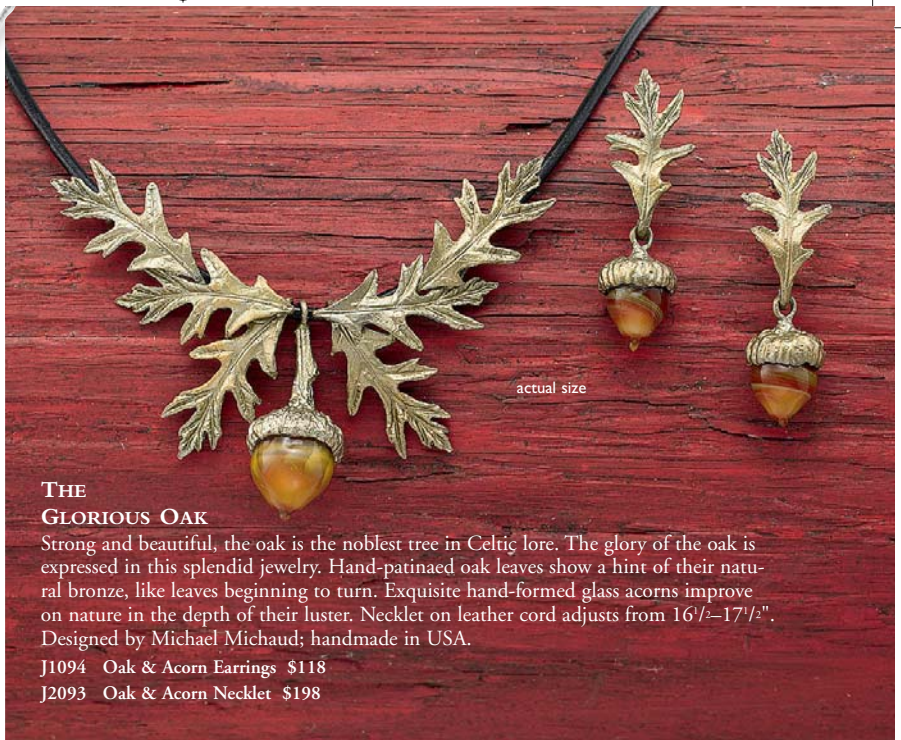 actual size
THE
GLORIOUS OAK
Strong and beautiful, the oak is the noblest tree in Celtic lore. The glory of the oak is
expressed in this splendid jewelry. Hand-patinaed oak leaves show a hint of their natu-
ral bronze, like leaves beginning to turn. Exquisite hand-formed glass acorns improve
on nature in the depth of their luster. Necklet on leather cord adjusts from 16 1/2–17 1/2".
Designed by Michael Michaud; handmade in USA.
J1094 Oak & Acorn Earrings $118
J2093 Oak & Acorn Necklet $198